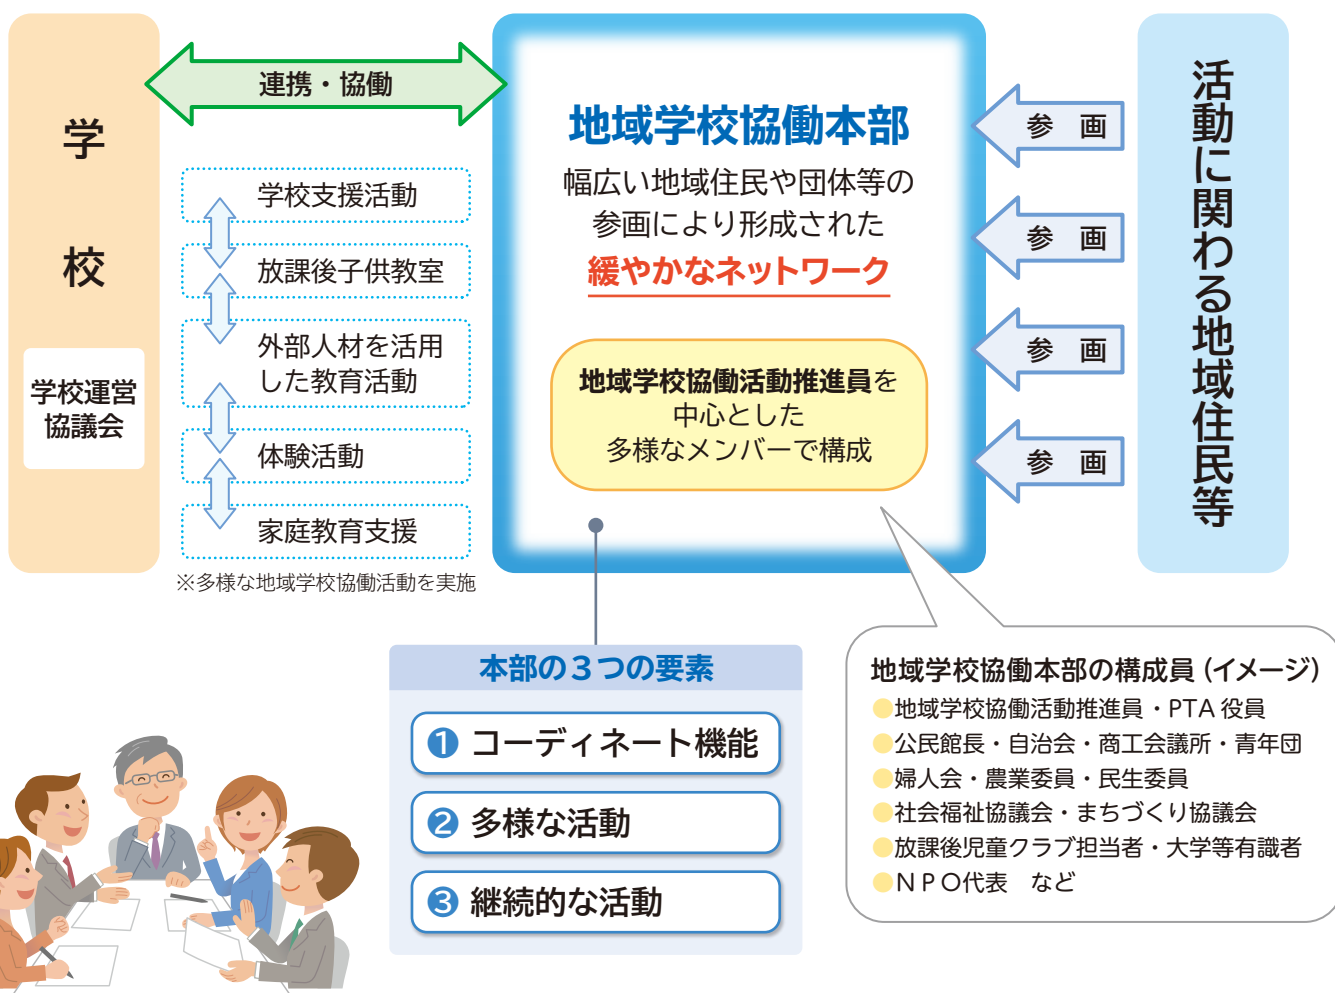 学校
学校運営
協議会
連携・協働
学校支援活動
放課後子供教室
外部人材を活用
した教育活動
体験活動
家庭教育支援
※多様な地域学校協働活動を実施
地域学校協働本部
幅広い地域住民や団体等の
参画により形成された
緩やかなネットワーク
地域学校協働活動推進員を
中心とした
多様なメンバーで構成
参　画
参　画
参　画
参　画
活動に関わる地域住民等
本部の３つの要素
❶ コーディネート機能
❷ 多様な活動
❸ 継続的な活動
地域学校協働本部の構成員（イメージ）
●地域学校協働活動推進員・PTA 役員
●公民館長・自治会・商工会議所・青年団
●婦人会・農業委員・民生委員
●社会福祉協議会・まちづくり協議会
●放課後児童クラブ担当者・大学等有識者
●ＮＰＯ代表　など